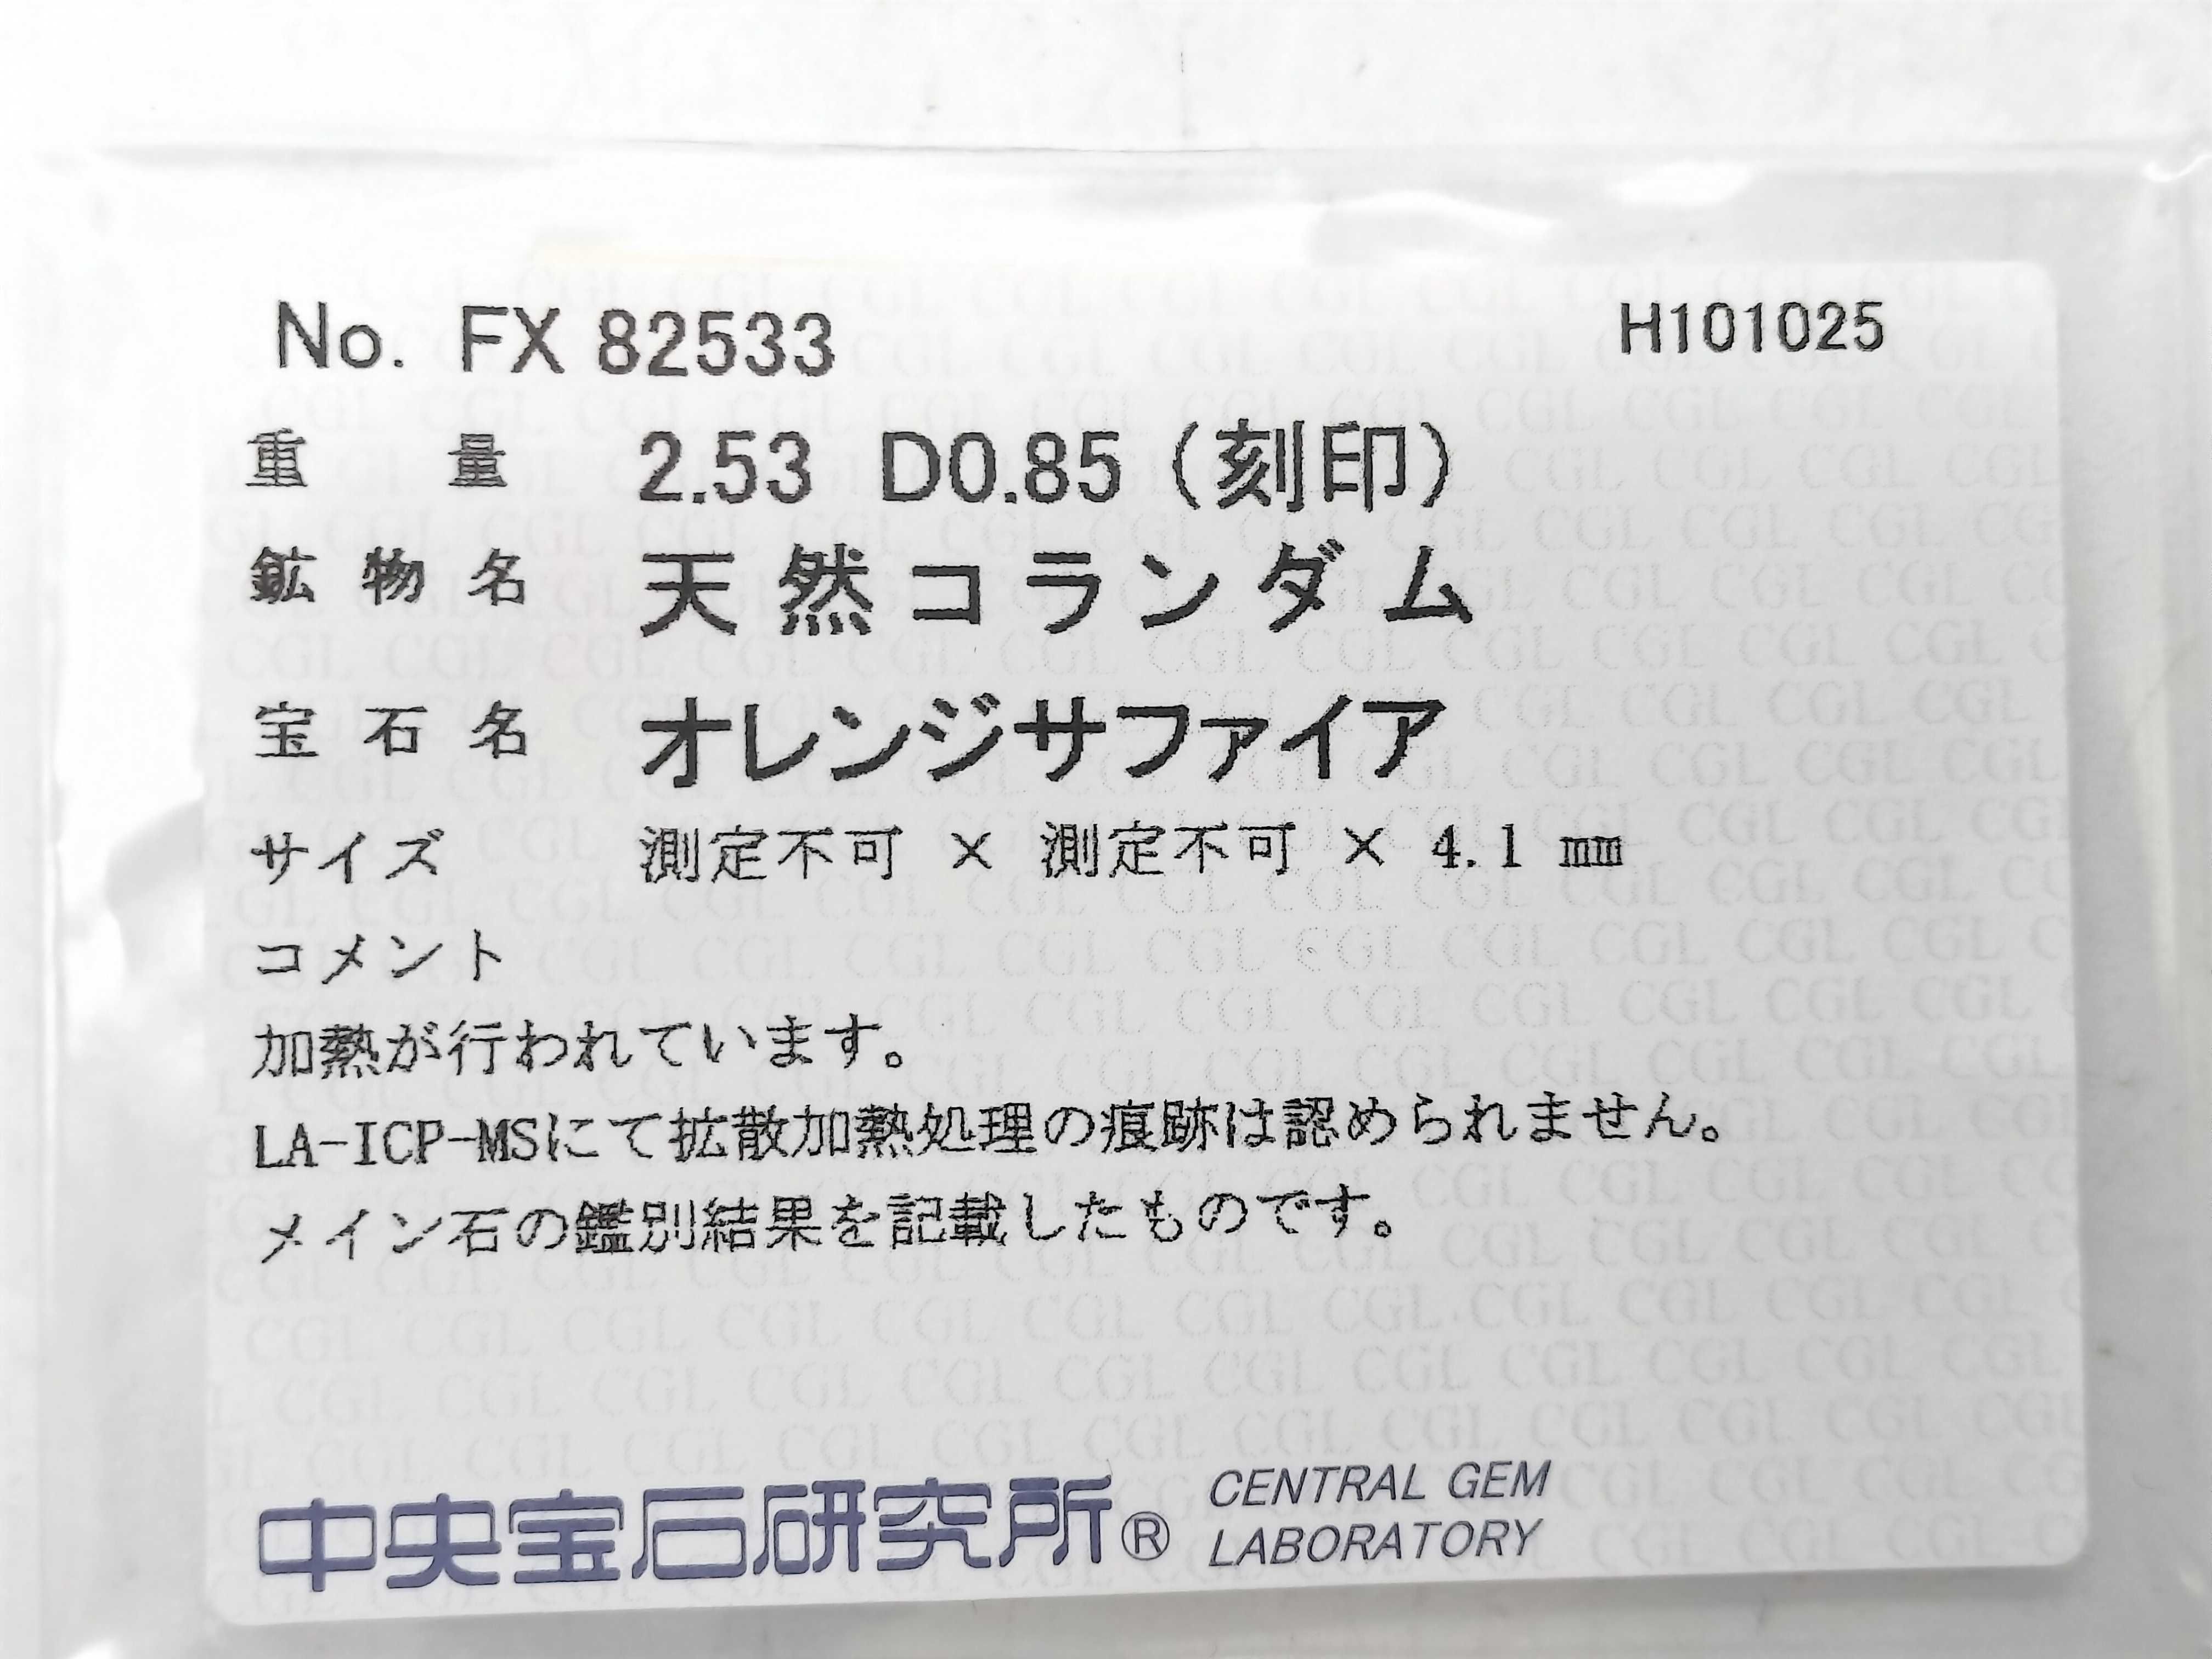 No. FX 82533 H101025
重量 2.53 D0.85 (刻印)
鉱物名 天然コランダム
宝石名 オレンジサファイア
サイズ 測定不可 × 測定不可 × 4.1 mm
コメント
加熱が行われています。
LA-ICP-MSにて拡散加熱処理の痕跡は認められません。
メイン石の鑑別結果を記載したものです。
中央宝石研究所® CENTRAL GEM
LABORATORY